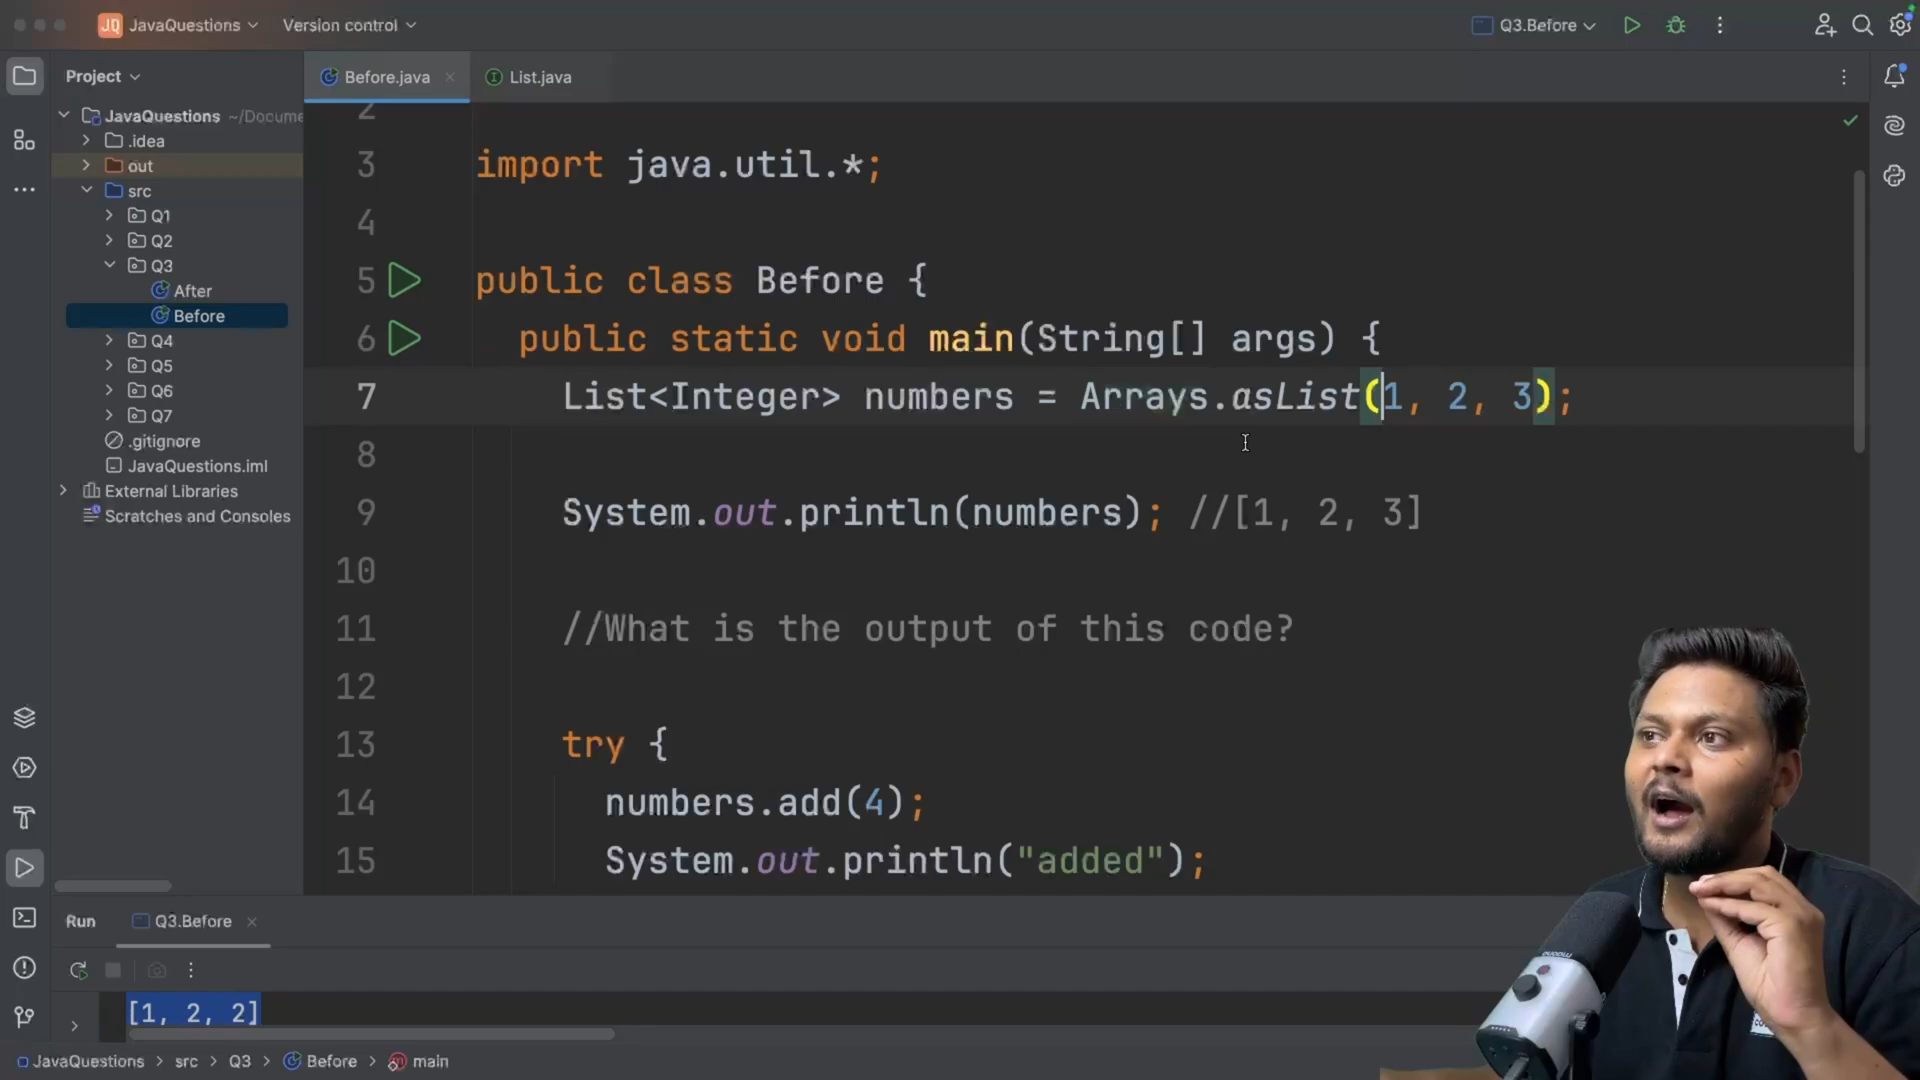 JQ JavaQuestions Version control Q3.Before
Project
Before.java List.java
JavaQuestions ~/Docume
.idea
out
src
Q1
Q2
Q3
After
Before
Q4
Q5
Q6
Q7
.gitignore
JavaQuestions.iml
External Libraries
Scratches and Consoles
2
3 import java.util.*;
4
5 public class Before {
6 public static void main(String[] args) {
7 List<Integer> numbers = Arrays.asList(1, 2, 3);
8
9 System.out.println(numbers); //[1, 2, 3]
10
11 //What is the output of this code?
12
13 try {
14 numbers.add(4);
15 System.out.println("added");
Run Q3.Before
[1, 2, 2]
JavaQuestions > src > Q3 > Before > main